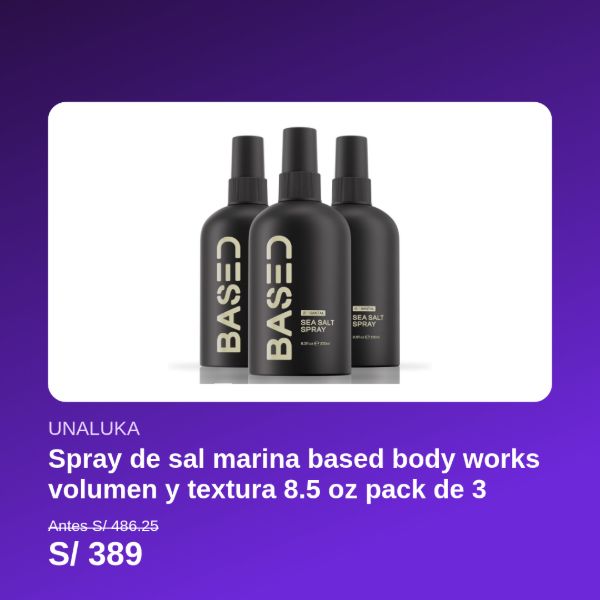 BASED
BASED
SEA SALT
SPRAY
SEA SALT
SPRAY
UNALUKA
Spray de sal marina based body works
volumen y textura 8.5 oz pack de 3
Antes S/ 486.25
S/ 389